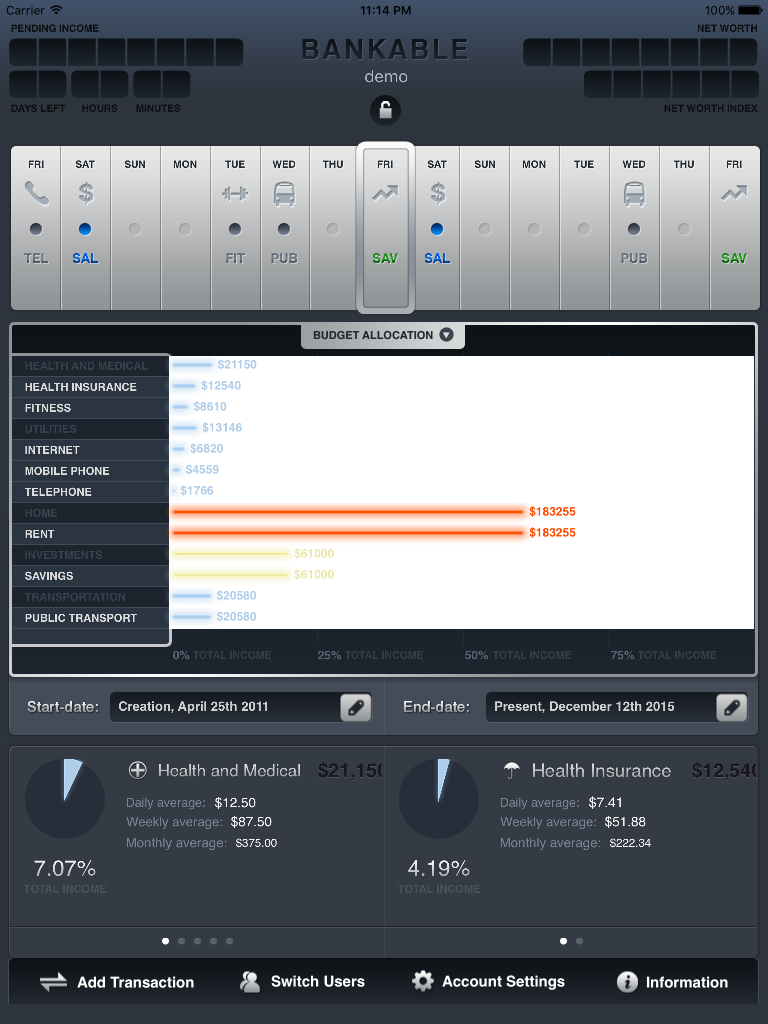 Carrier 11:14 PM 100%
PENDING INCOME BANKABLE NET WORTH
demo
DAYS LEFT HOURS MINUTES NET WORTH INDEX
FRI SAT SUN MON TUE WED THU FRI SAT SUN MON TUE WED THU FRI
TEL SAL FIT PUB SAV SAL PUB SAV
BUDGET ALLOCATION
HEALTH AND MEDICAL $21150
HEALTH INSURANCE $12540
FITNESS $8610
UTILITIES $13146
INTERNET $6820
MOBILE PHONE $4559
TELEPHONE $1766
HOME $183255
RENT $183255
INVESTMENTS $61000
SAVINGS $61000
TRANSPORTATION $20580
PUBLIC TRANSPORT $20580
0% TOTAL INCOME 25% TOTAL INCOME 50% TOTAL INCOME 75% TOTAL INCOME
Start-date: Creation, April 25th 2011 End-date: Present, December 12th 2015
Health and Medical $21,150 Health Insurance $12,540
Daily average: $12.50 Daily average: $7.41
Weekly average: $87.50 Weekly average: $51.88
Monthly average: $375.00 Monthly average: $222.34
7.07% 4.19%
TOTAL INCOME TOTAL INCOME
Add Transaction Switch Users Account Settings Information